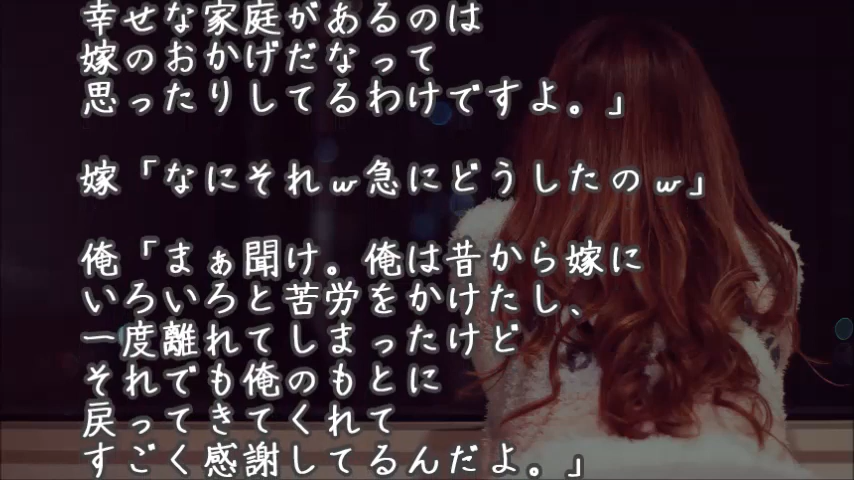 幸せな家庭があるのは
嫁のおかげだなって
思ったりしてるわけですよ。」
嫁「なにそれｗ急にどうしたのｗ」
俺「まぁ聞け。俺は昔から嫁に
いろいろと苦労をかけたし、
一度離れてしまったけど
それでも俺のもとに
戻ってきてくれて
すごく感謝してるんだよ。」